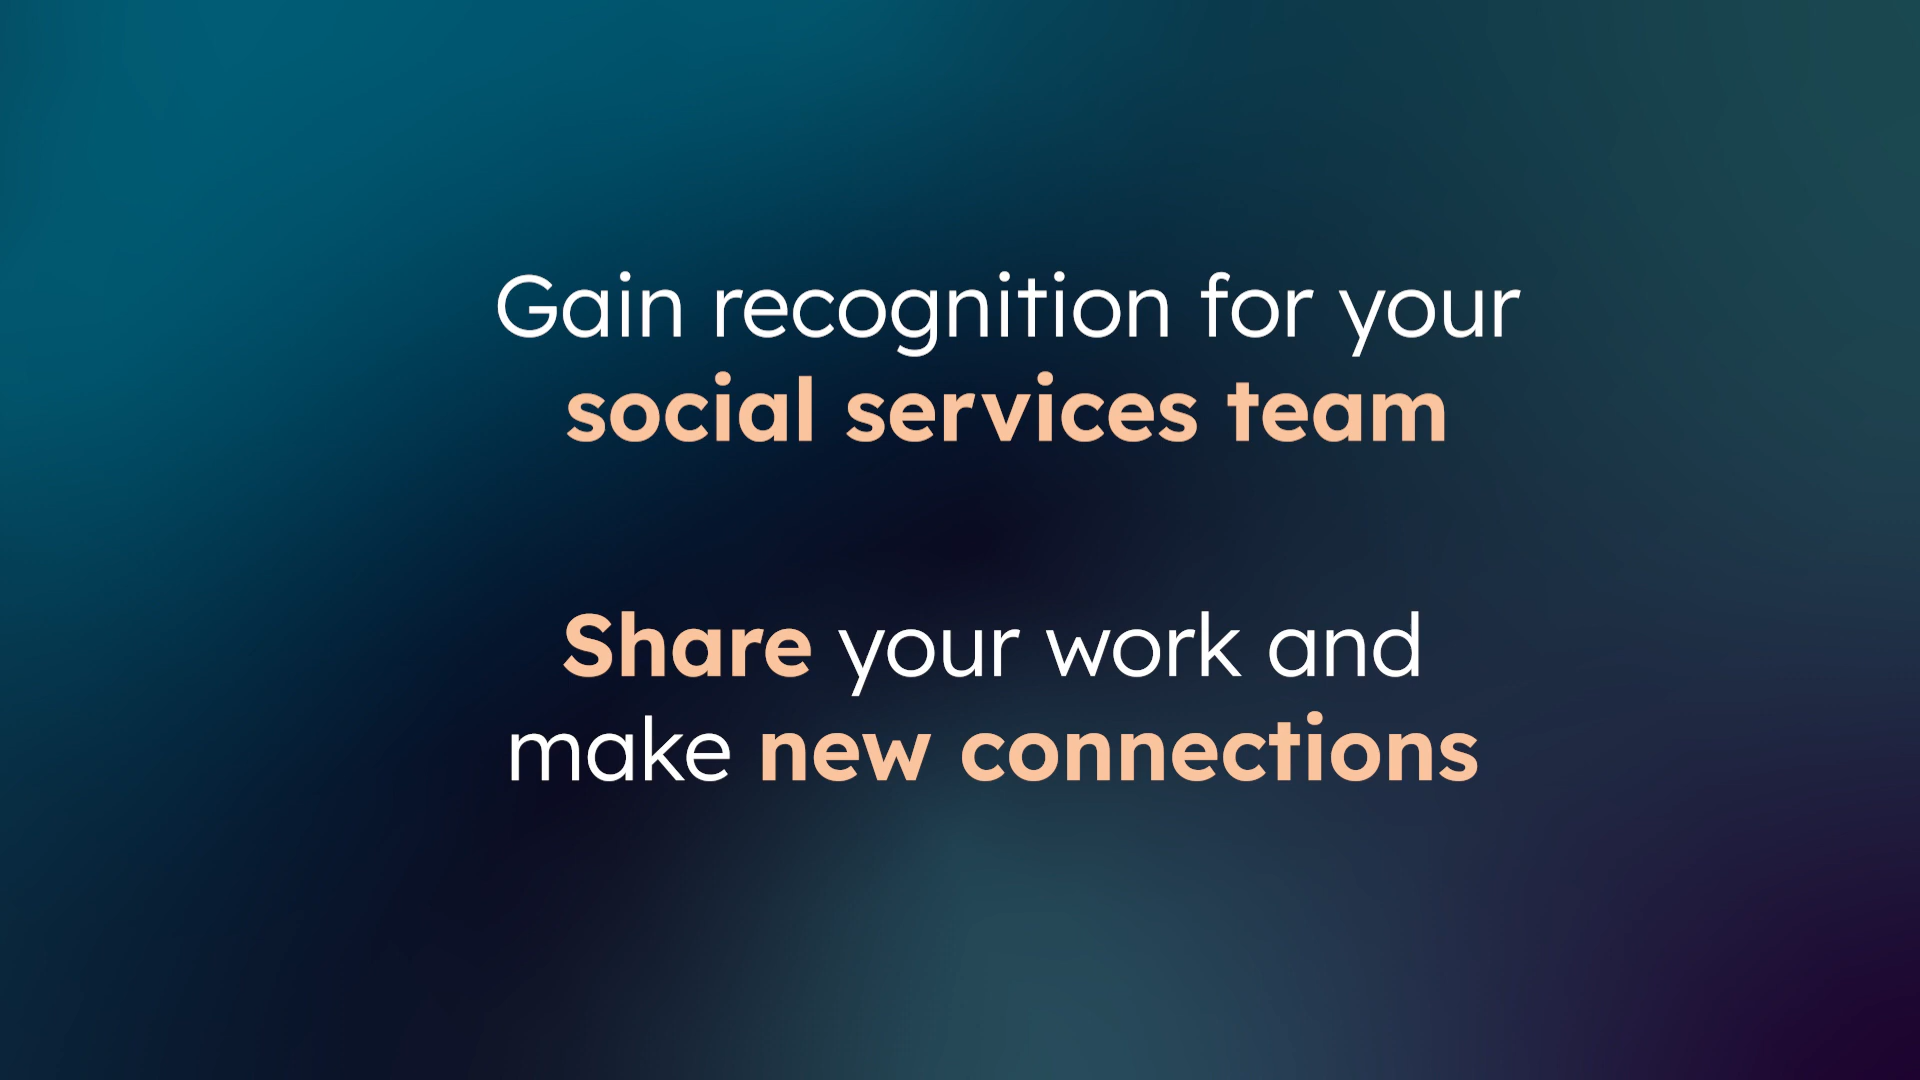 Gain recognition for your
social services team
Share your work and
make new connections